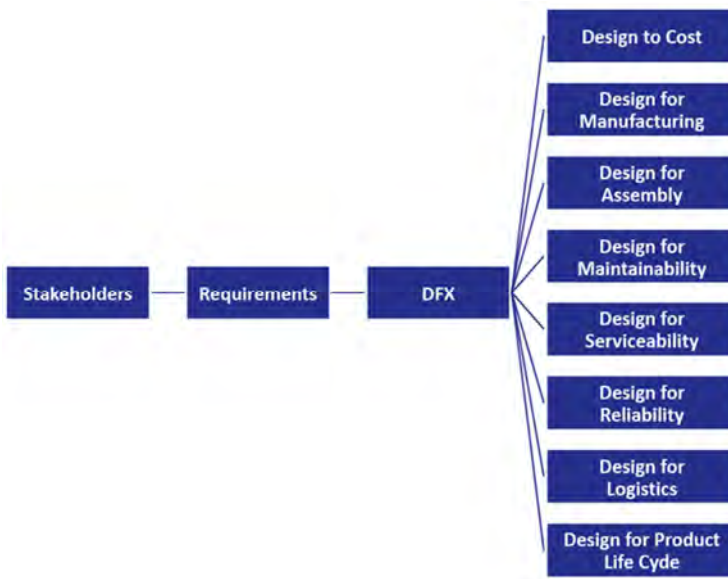 Stakeholders
Requirements
DFX
Design to Cost
Design for
Manufacturing
Design for
Assembly
Design for
Maintainability
Design for
Serviceability
Design for
Reliability
Design for
Logistics
Design for Product
Life Cyde